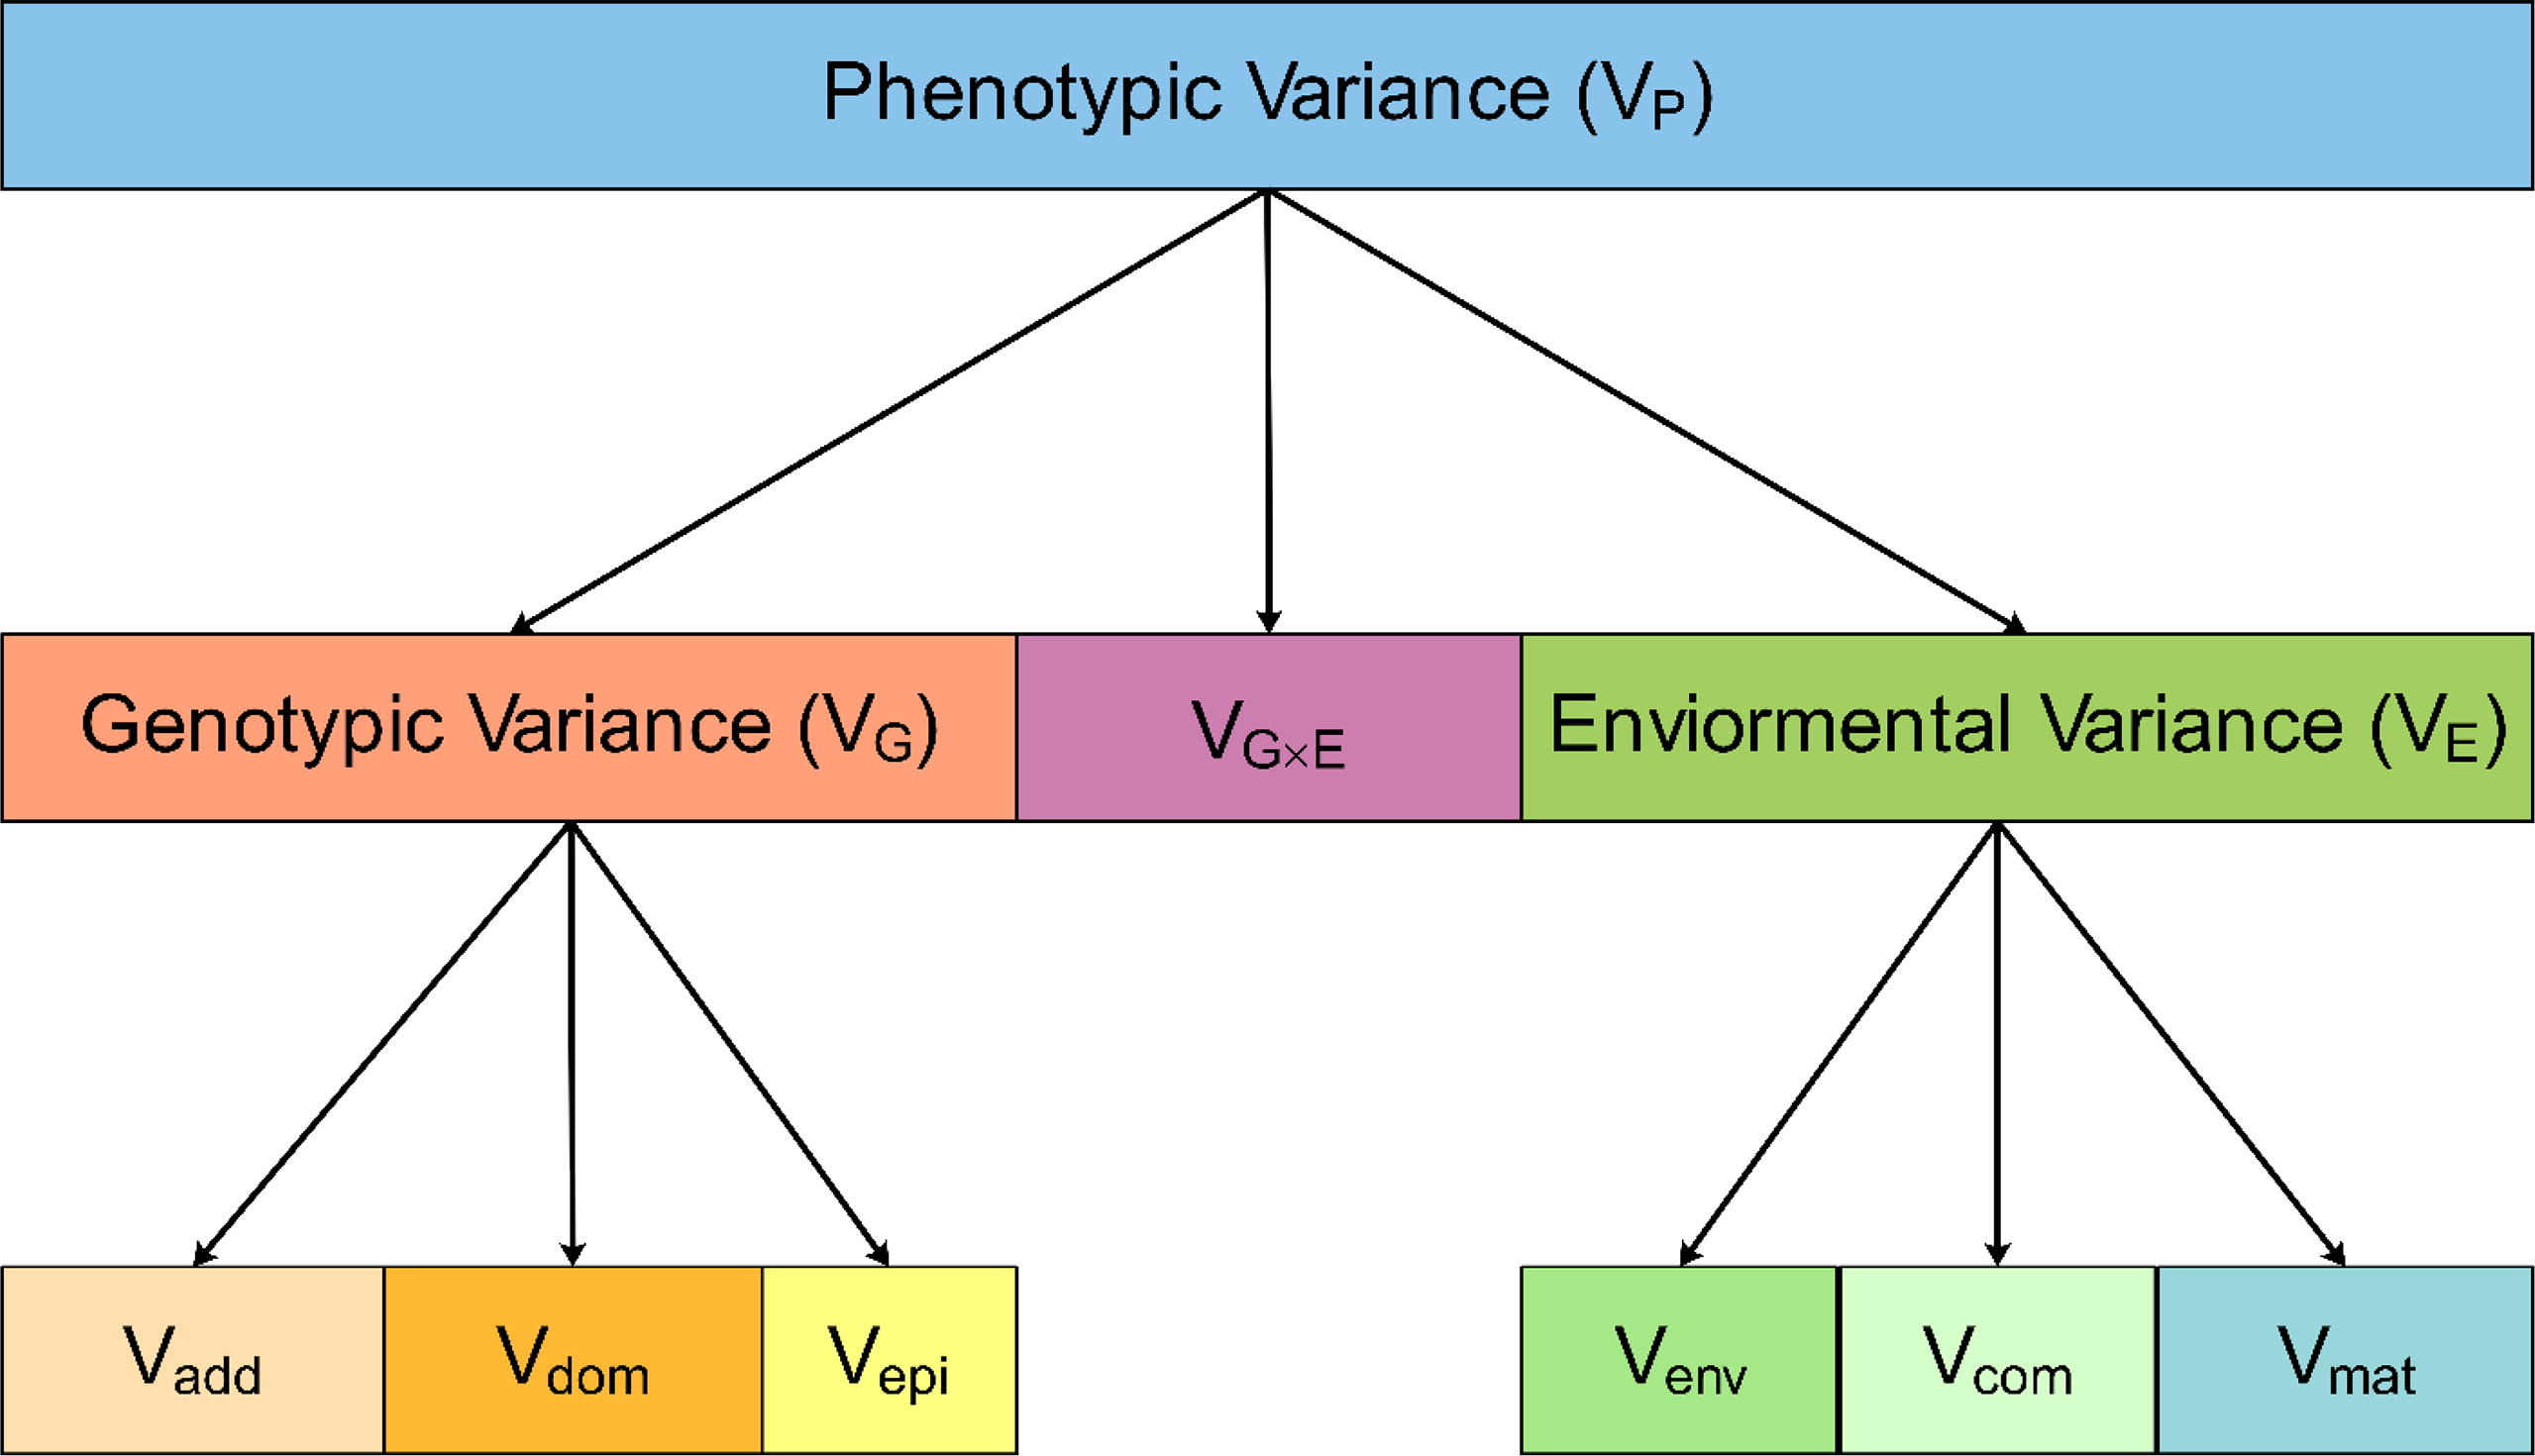 Phenotypic Variance (VP)
Genotypic Variance (VG)
VG×E
Enviormental Variance (VE)
Vadd
Vdom
Vepi
Venv
Vcom
Vmat